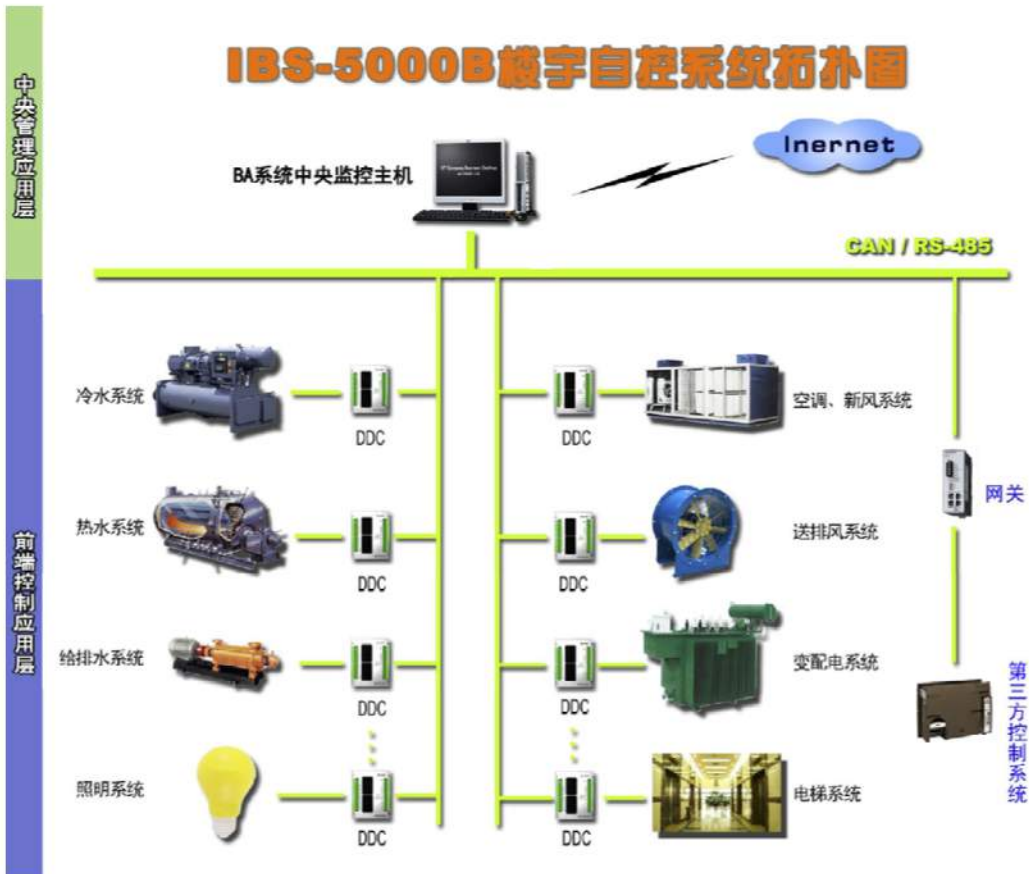 IBS-5000B楼宇自控系统拓扑图
中央管理应用层
BA系统中央监控主机
Inernet
CAN / RS-485
前端控制应用层
冷水系统
DDC
DDC
空调、新风系统
网关
热水系统
DDC
DDC
送排风系统
给排水系统
DDC
DDC
变配电系统
第三方控制系统
照明系统
DDC
DDC
电梯系统